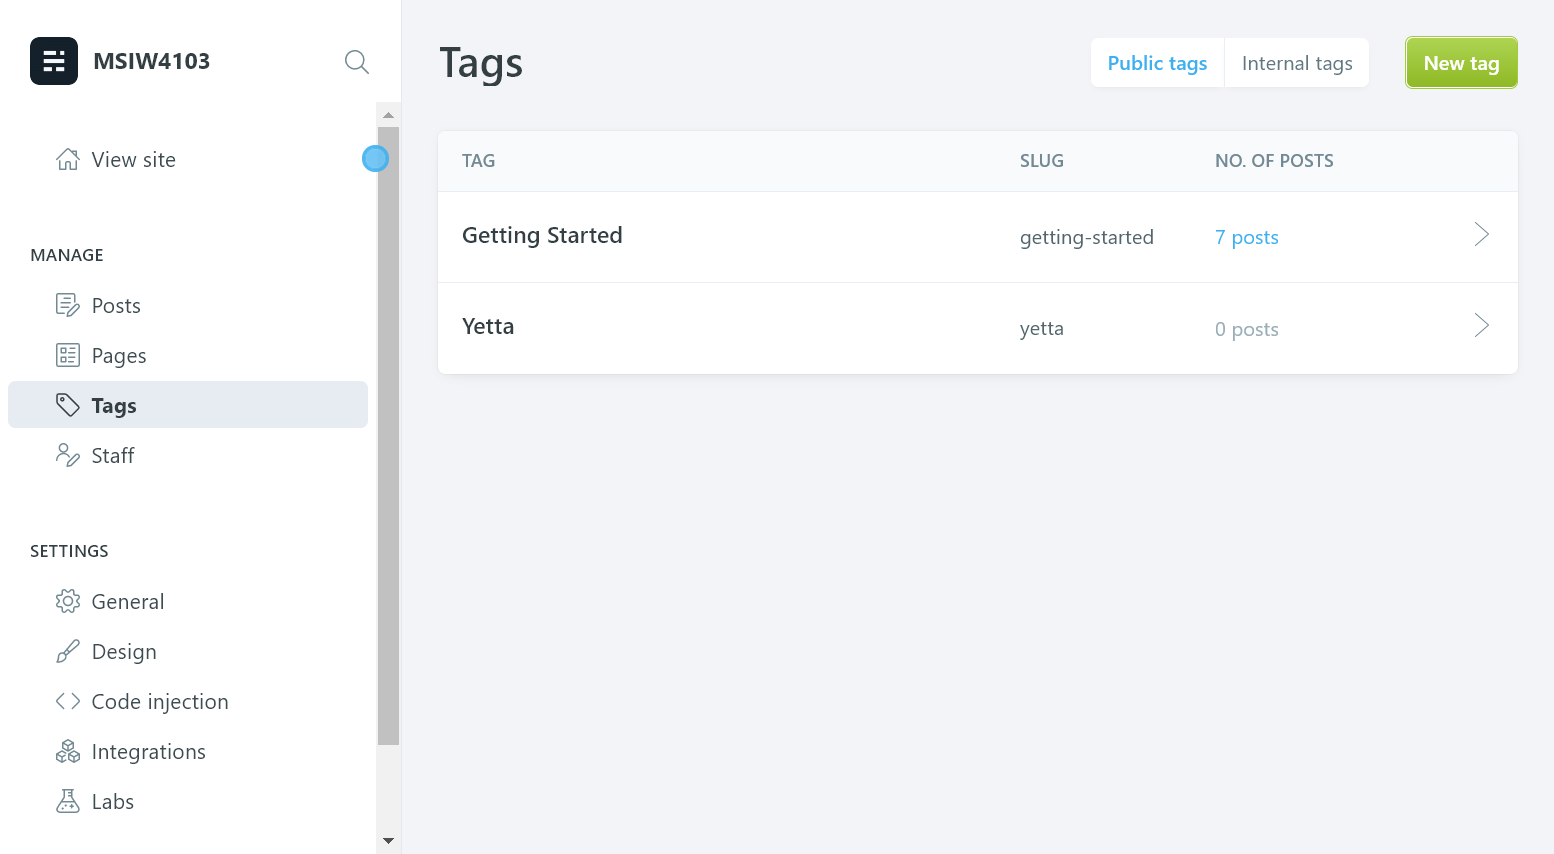 MSIW4103
View site
MANAGE
Posts
Pages
Tags
Staff
SETTINGS
General
Design
Code injection
Integrations
Labs
Tags
Public tags
Internal tags
New tag
TAG SLUG NO. OF POSTS
Getting Started getting-started 7 posts
Yetta yetta 0 posts